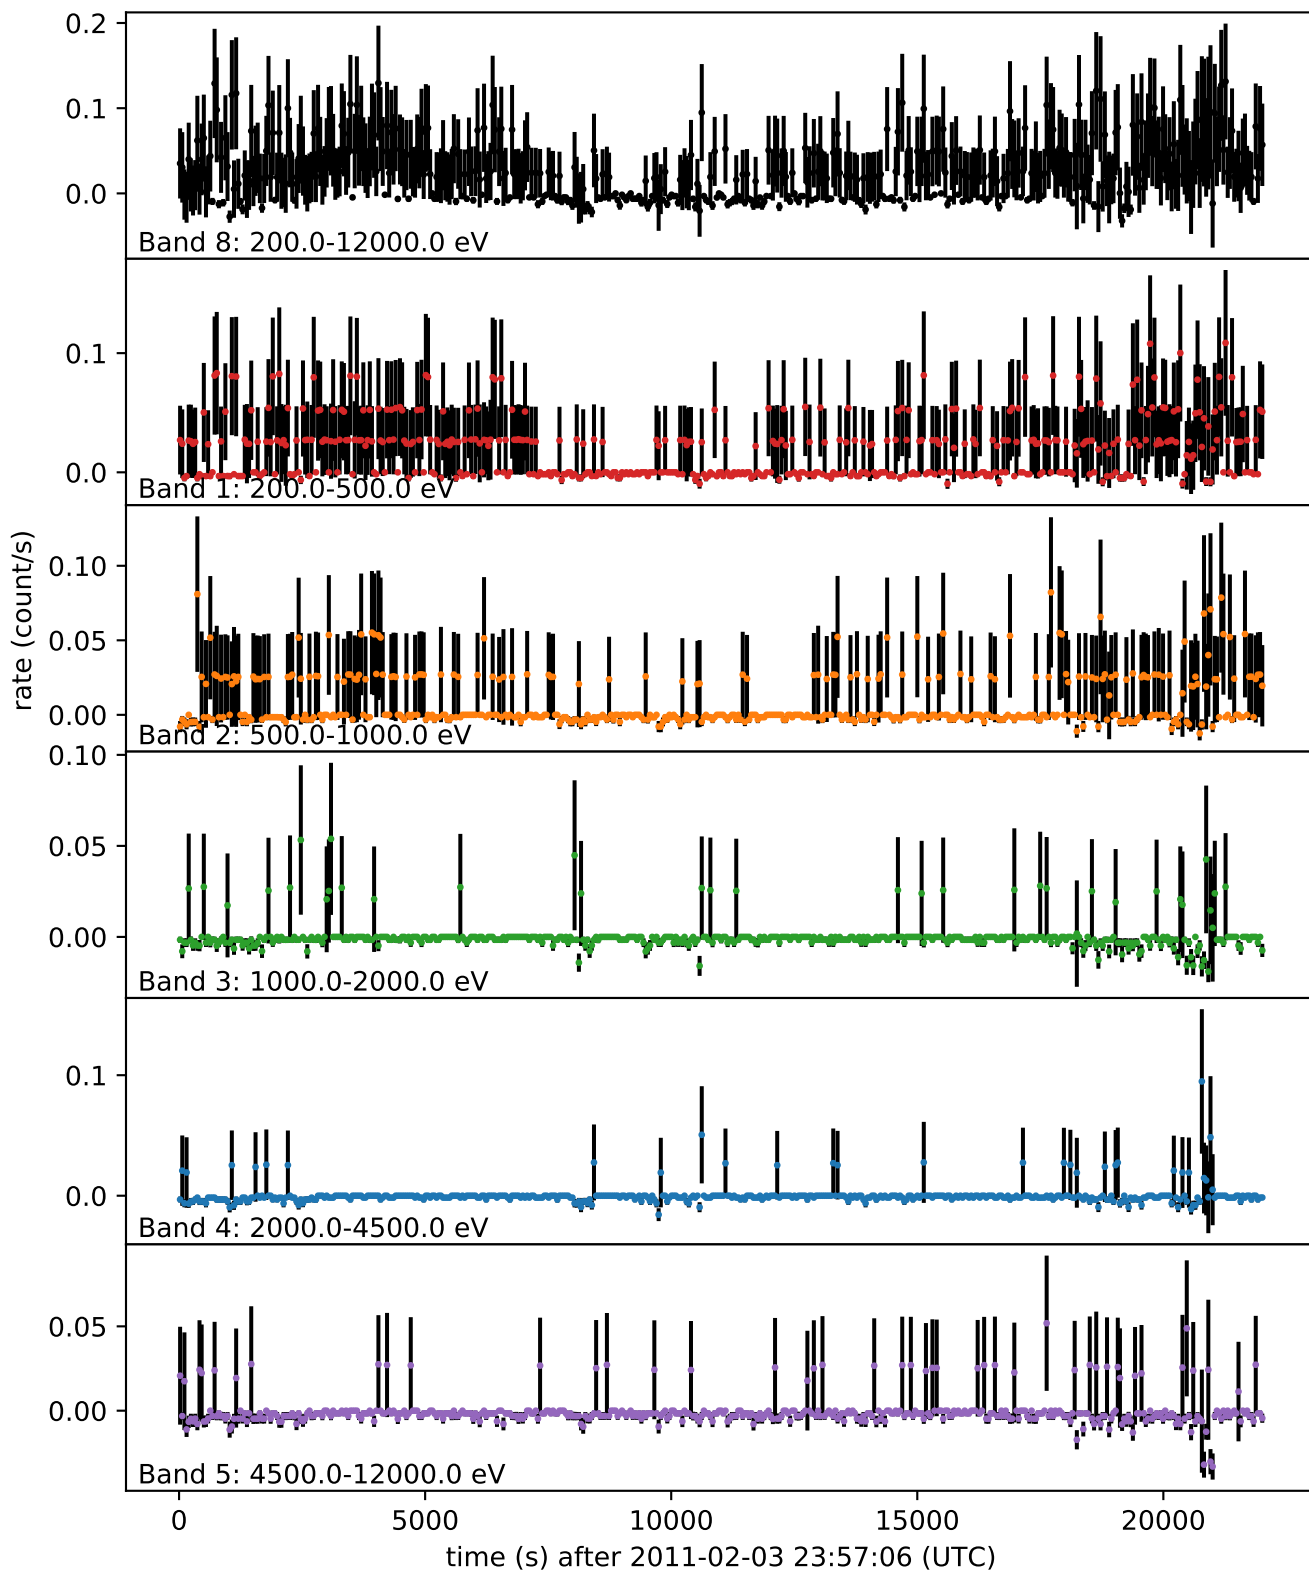 0.2
0.1
0.0
Band 8: 200.0-12000.0 eV
0.1
0.0
Band 1: 200.0-500.0 eV
0.10
0.05
0.00
Band 2: 500.0-1000.0 eV
rate (count/s)
0.10
0.05
0.00
Band 3: 1000.0-2000.0 eV
0.1
0.0
Band 4: 2000.0-4500.0 eV
0.05
0.00
Band 5: 4500.0-12000.0 eV
0 5000 10000 15000 20000
time (s) after 2011-02-03 23:57:06 (UTC)